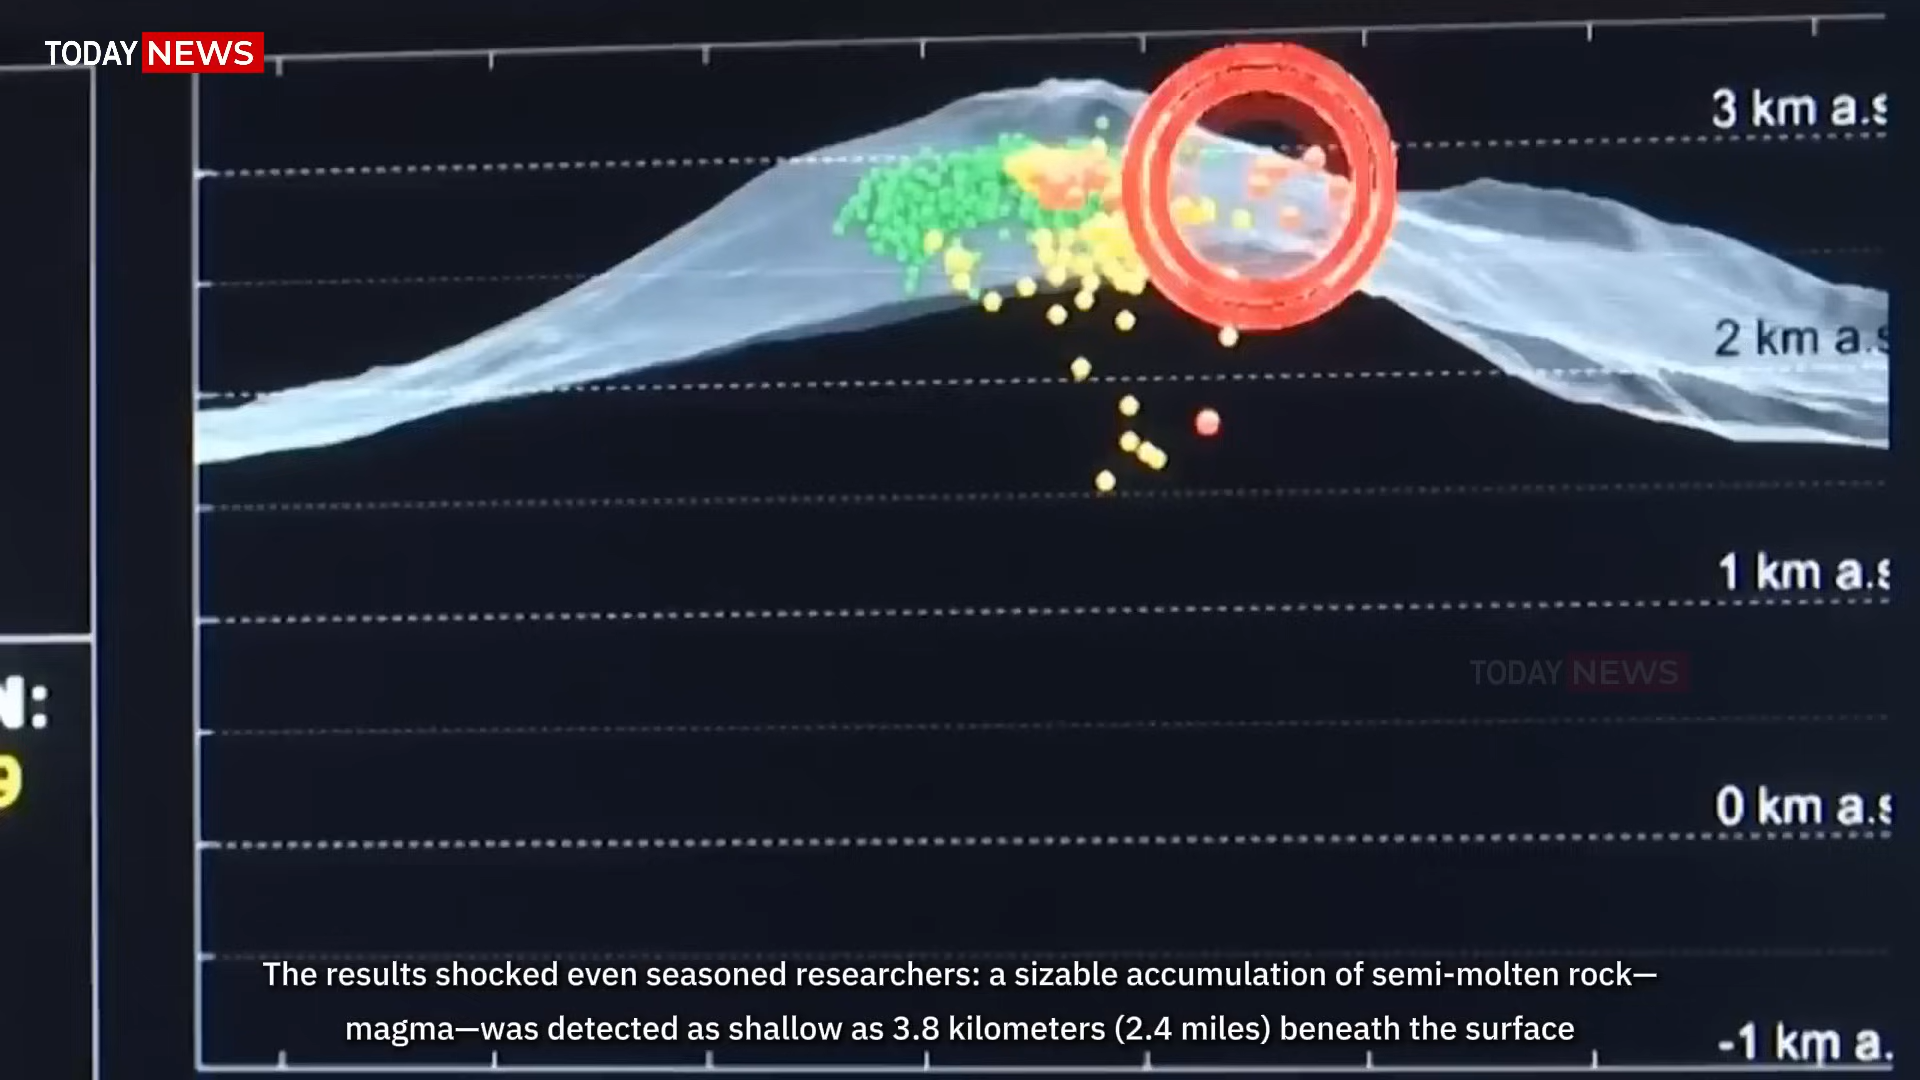 TODAY NEWS
3 km a.s
2 km a.s
1 km a.s
N:
TODAY NEWS
9
0 km a.s
The results shocked even seasoned researchers: a sizable accumulation of semi-molten rock—
magma—was detected as shallow as 3.8 kilometers (2.4 miles) beneath the surface
-1 km a.